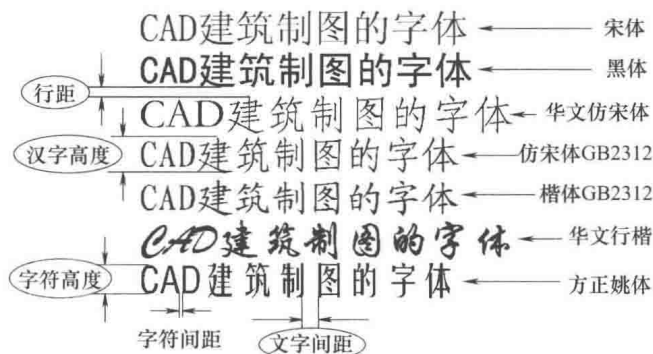 CAD建筑制图的字体 宋体
CAD建筑制图的字体 黑体
行距
CAD建筑制图的字体 华文仿宋体
汉字高度 CAD建筑制图的字体 仿宋体GB2312
CAD建筑制图的字体 楷体GB2312
CAD建筑制图的字体 华文行楷
字符高度 CAD建筑制图的字体 方正姚体
字符间距 文字间距